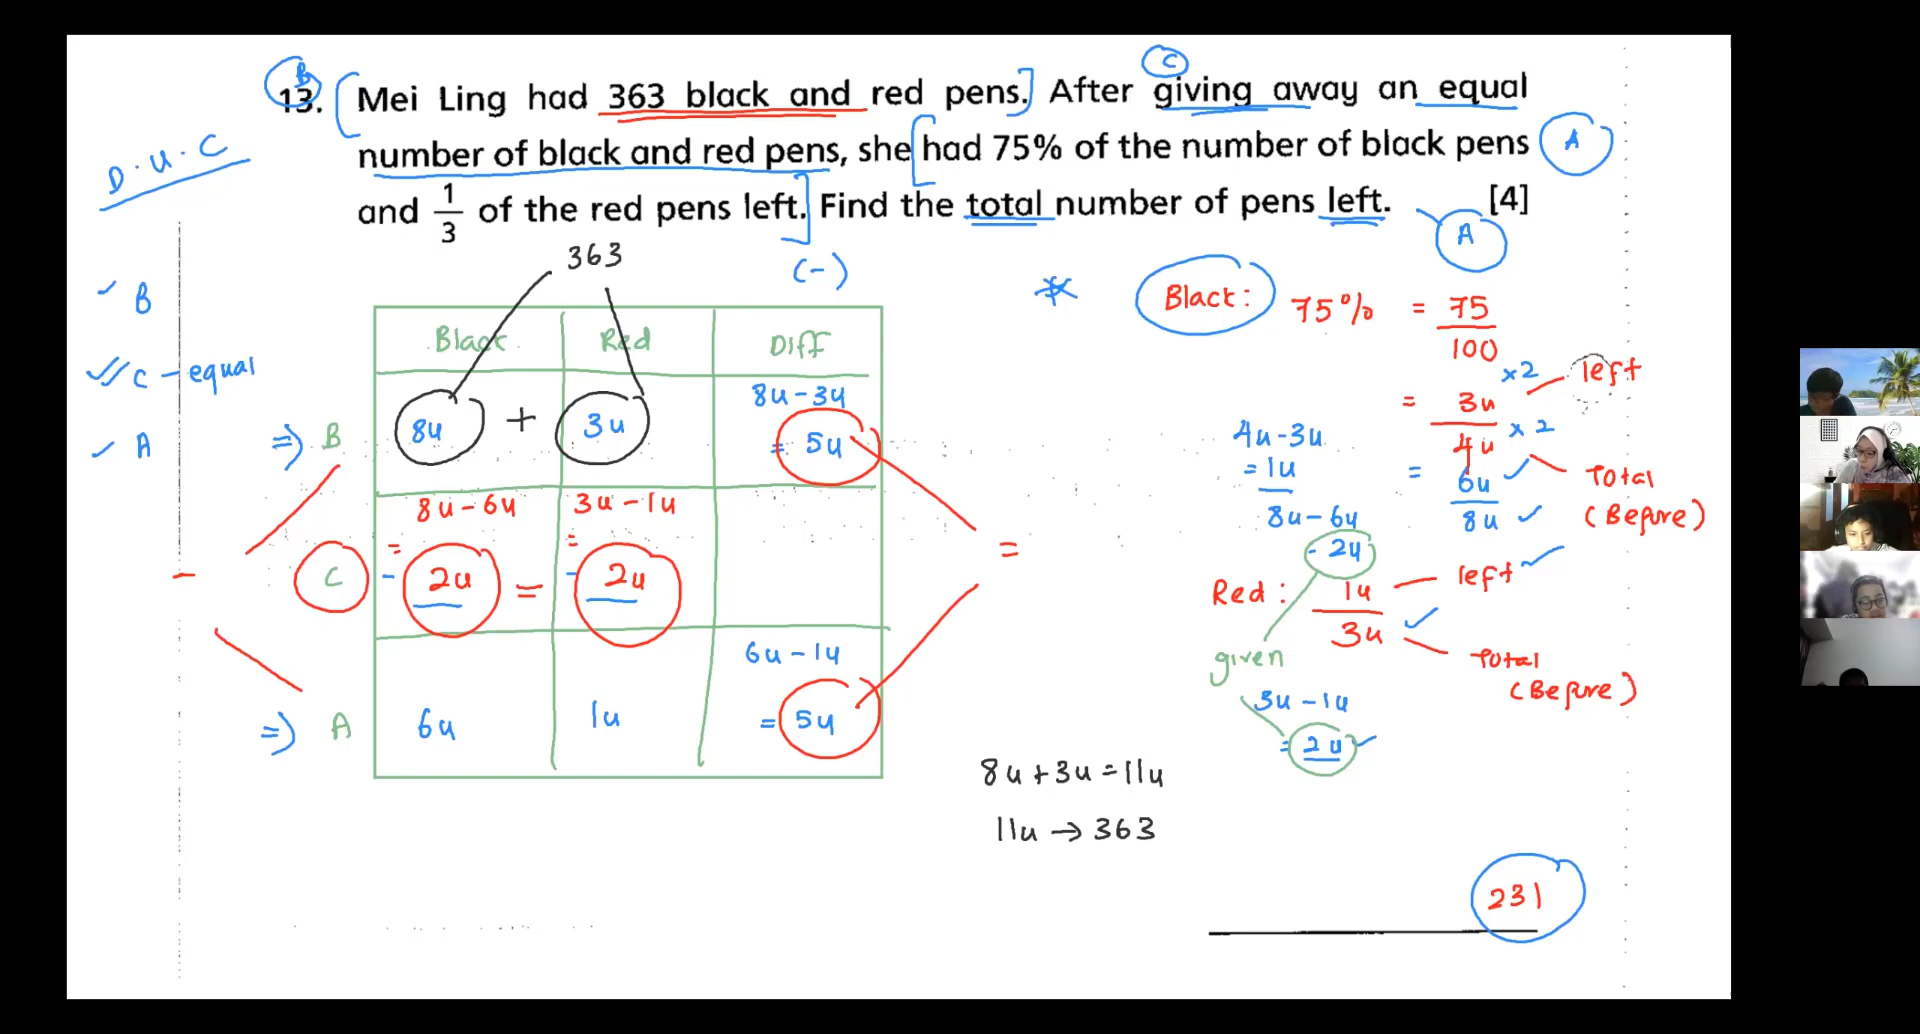 B
C
13. [Mei Ling had 363 black and red pens.] After giving away an equal
number of black and red pens, she [had 75% of the number of black pens
A
and 1/3 of the red pens left.] Find the total number of pens left. [4]
A
D.U.C
363
(-)
B
C - equal
A
Black Red Diff
=> B 8u + 3u 8u - 3u
= 5u
8u - 6u 3u - 1u
= =
C - 2u = - 2u
=
-
6u - 1u
=> A 6u 1u = 5u
* Black: 75% = 75/100
x2 left
= 3u/4u x2
Total
(Before)
4u - 3u
= 1u
= 6u/8u
8u - 6u
= 2u
Red: 1u/3u left
Total
(Before)
given
3u - 1u
= 2u
8u + 3u = 11u
11u → 363
231